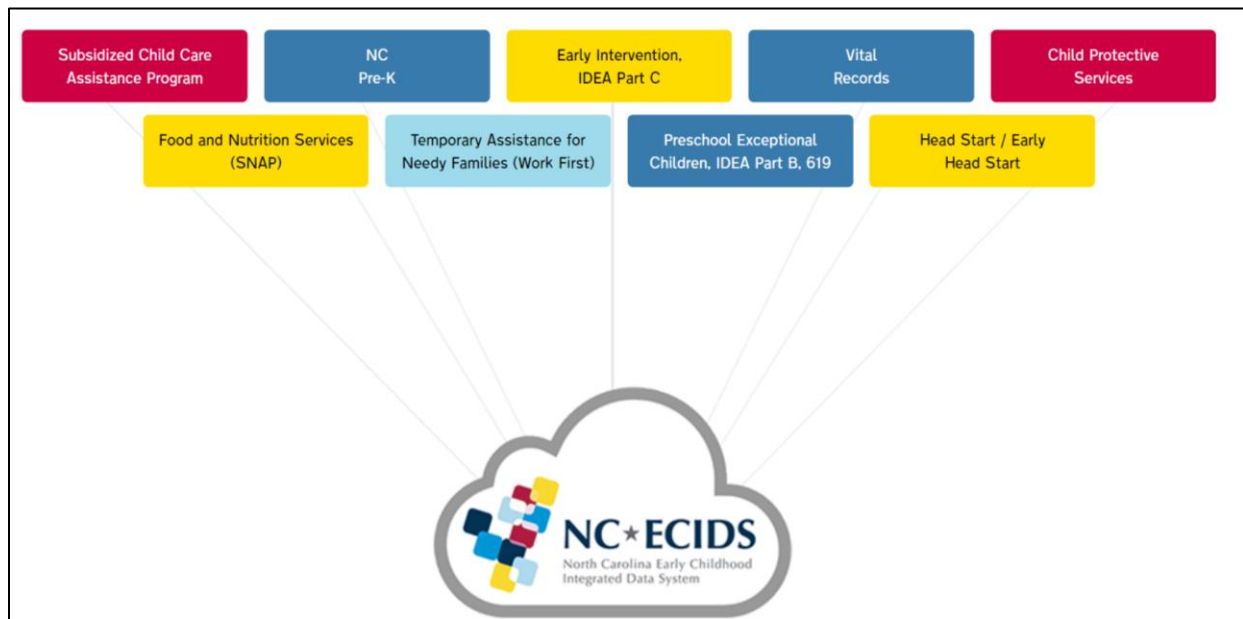 Subsidized Child Care
Assistance Program
NC
Pre-K
Early Intervention,
IDEA Part C
Vital
Records
Child Protective
Services
Food and Nutrition Services
(SNAP)
Temporary Assistance for
Needy Families (Work First)
Preschool Exceptional
Children, IDEA Part B, 619
Head Start / Early
Head Start
NC★ECIDS
North Carolina Early Childhood
Integrated Data System